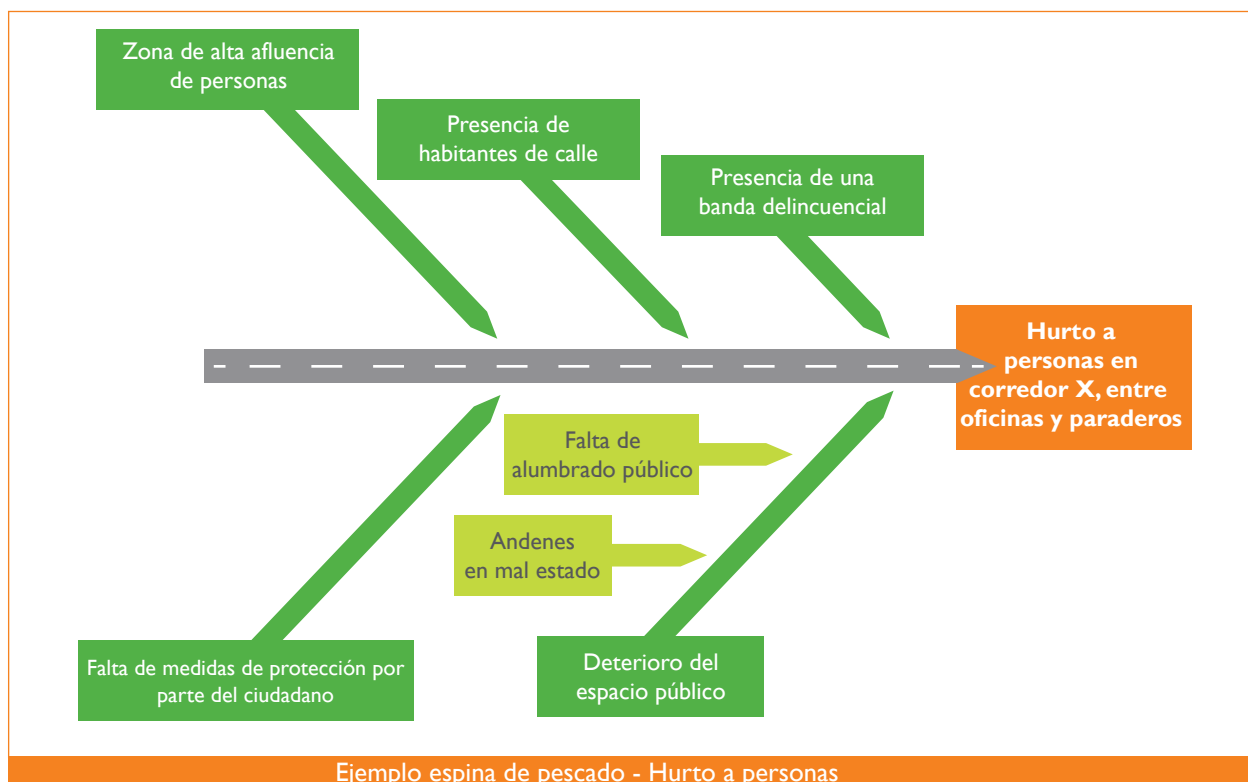 Zona de alta afluencia
de personas
Presencia de
habitantes de calle
Presencia de una
banda delincuencial
Hurto a
personas en
corredor X, entre
oficinas y paraderos
Falta de
alumbrado público
Andenes
en mal estado
Falta de medidas de protección por
parte del ciudadano
Deterioro del
espacio público
Ejemplo espina de pescado - Hurto a personas